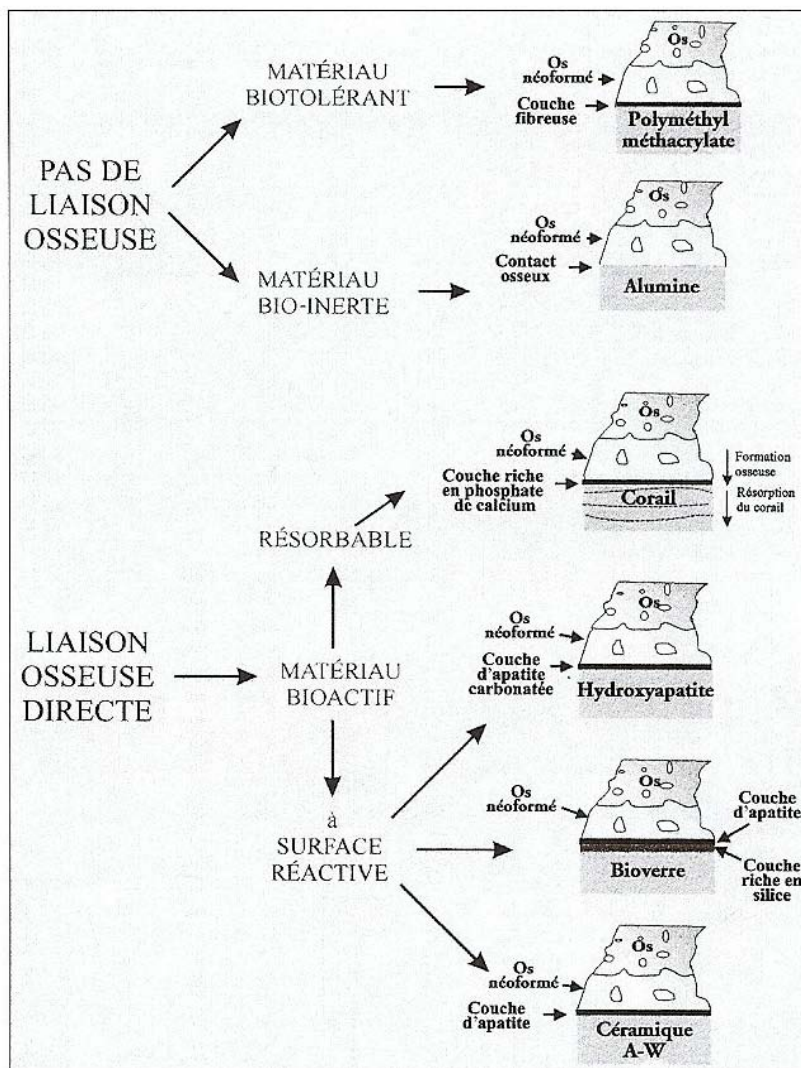 MATÉRIAU
BIOTOLÉRANT
Os
Os
néoformé
Couche
fibreuse
Polyméthyl
méthacrylate
PAS DE
LIAISON
OSSEUSE
Os
Os
néoformé
Contact
osseux
Alumine
MATÉRIAU
BIO-INERTE
Os
Os
néoformé
Couche riche
en phosphate
de calcium
Corail
Formation
osseuse
Résorption
du corail
RÉSORBABLE
LIAISON
OSSEUSE
DIRECTE
MATÉRIAU
BIOACTIF
Os
Os
néoformé
Couche
d'apatite
carbonatée
Hydroxyapatite
à
SURFACE
RÉACTIVE
Os
Os
néoformé
Bioverre
Couche
d'apatite
Couche
riche en
silice
Os
Os
néoformé
Couche
d'apatite
Céramique
A-W